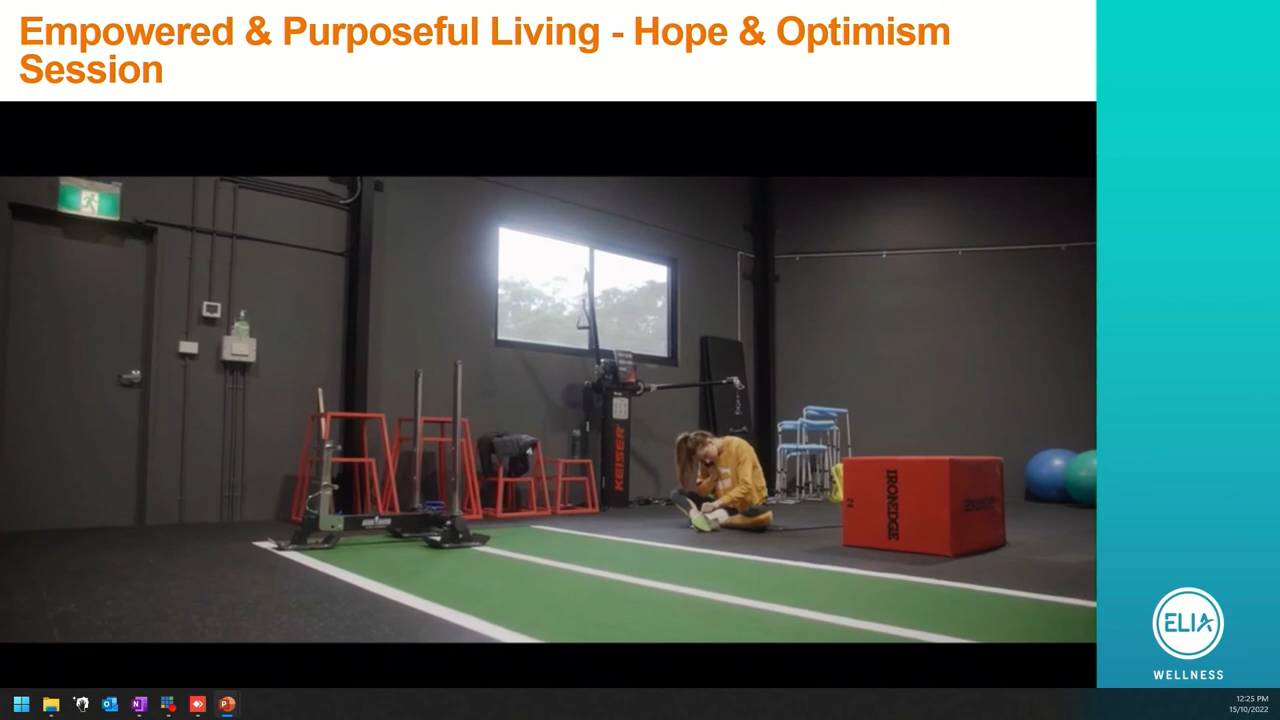 Empowered & Purposeful Living - Hope & Optimism
Session
KEISER
IRONEDGE
ELIA
WELLNESS
12:25 PM
15/10/2022